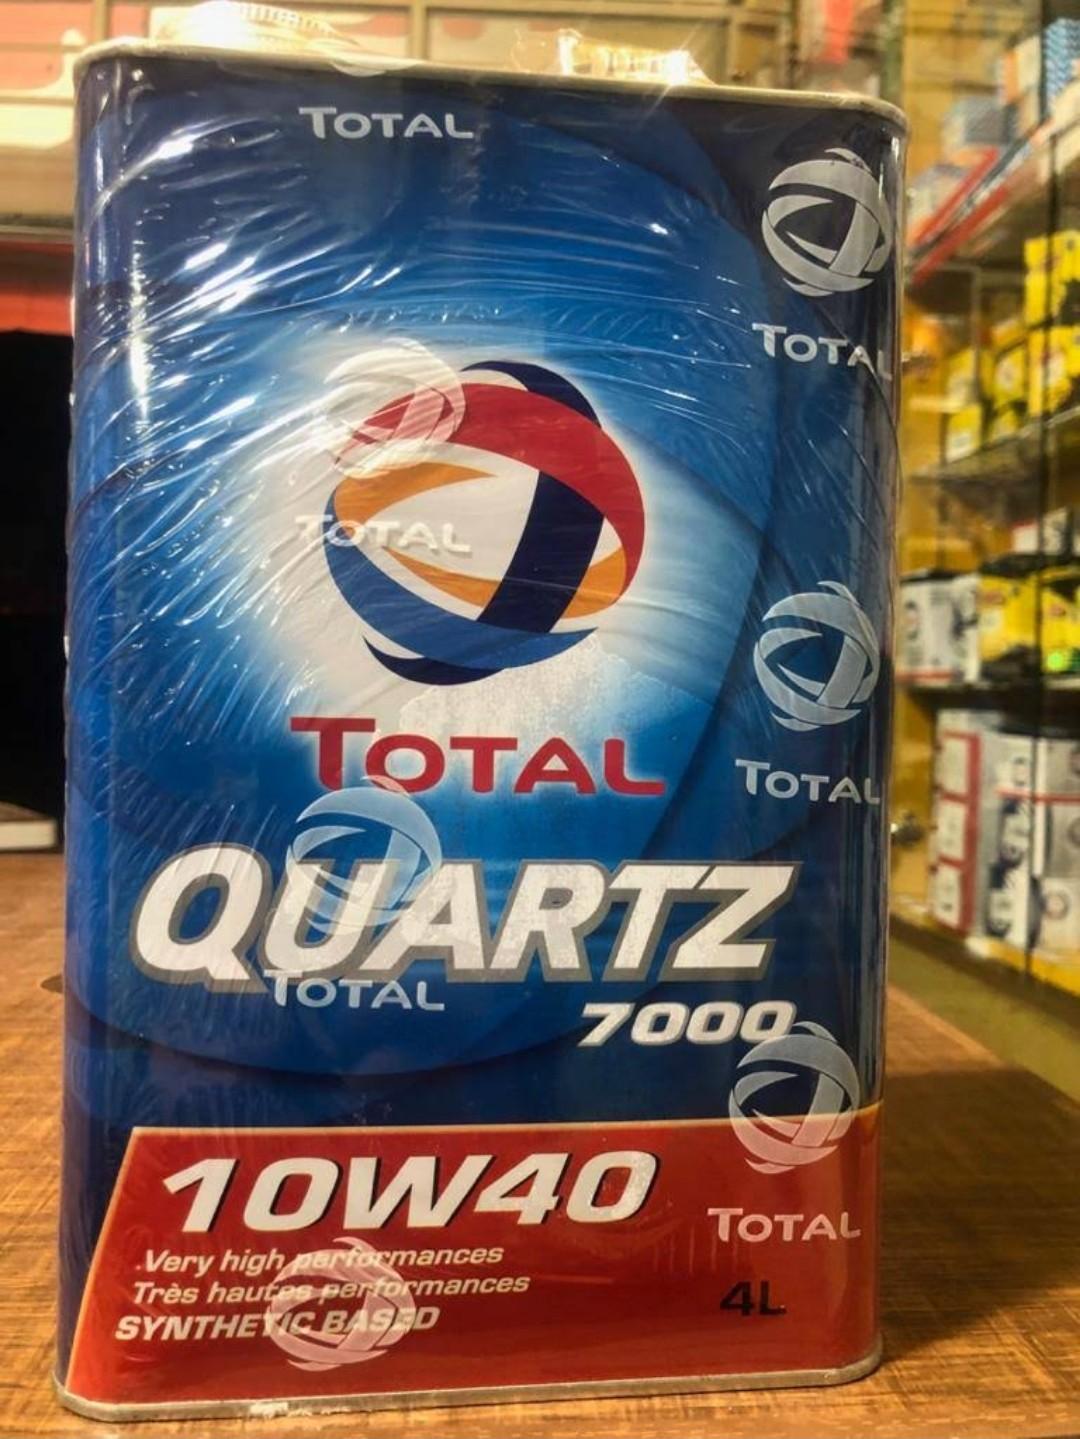 TOTAL
TOTAL
TOTAL
TOTAL
TOTAL
QUARTZ
TOTAL
7000
10W40
TOTAL
Very high performances
Très hautes performances
SYNTHETIC BASED
4L